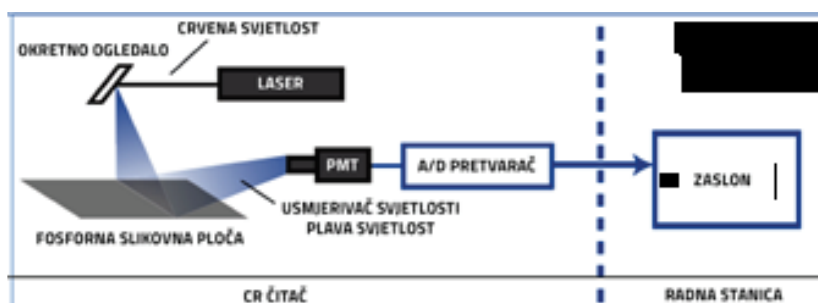 CRVENA SVJETLOST
OKRETNO OGLEDALO
LASER
PMT
A/D PRETVARAČ
ZASLON
USMJERIVAČ SVJETLOSTI
PLAVA SVJETLOST
FOSFORNA SLIKOVNA PLOČA
CR ČITAČ
RADNA STANICA